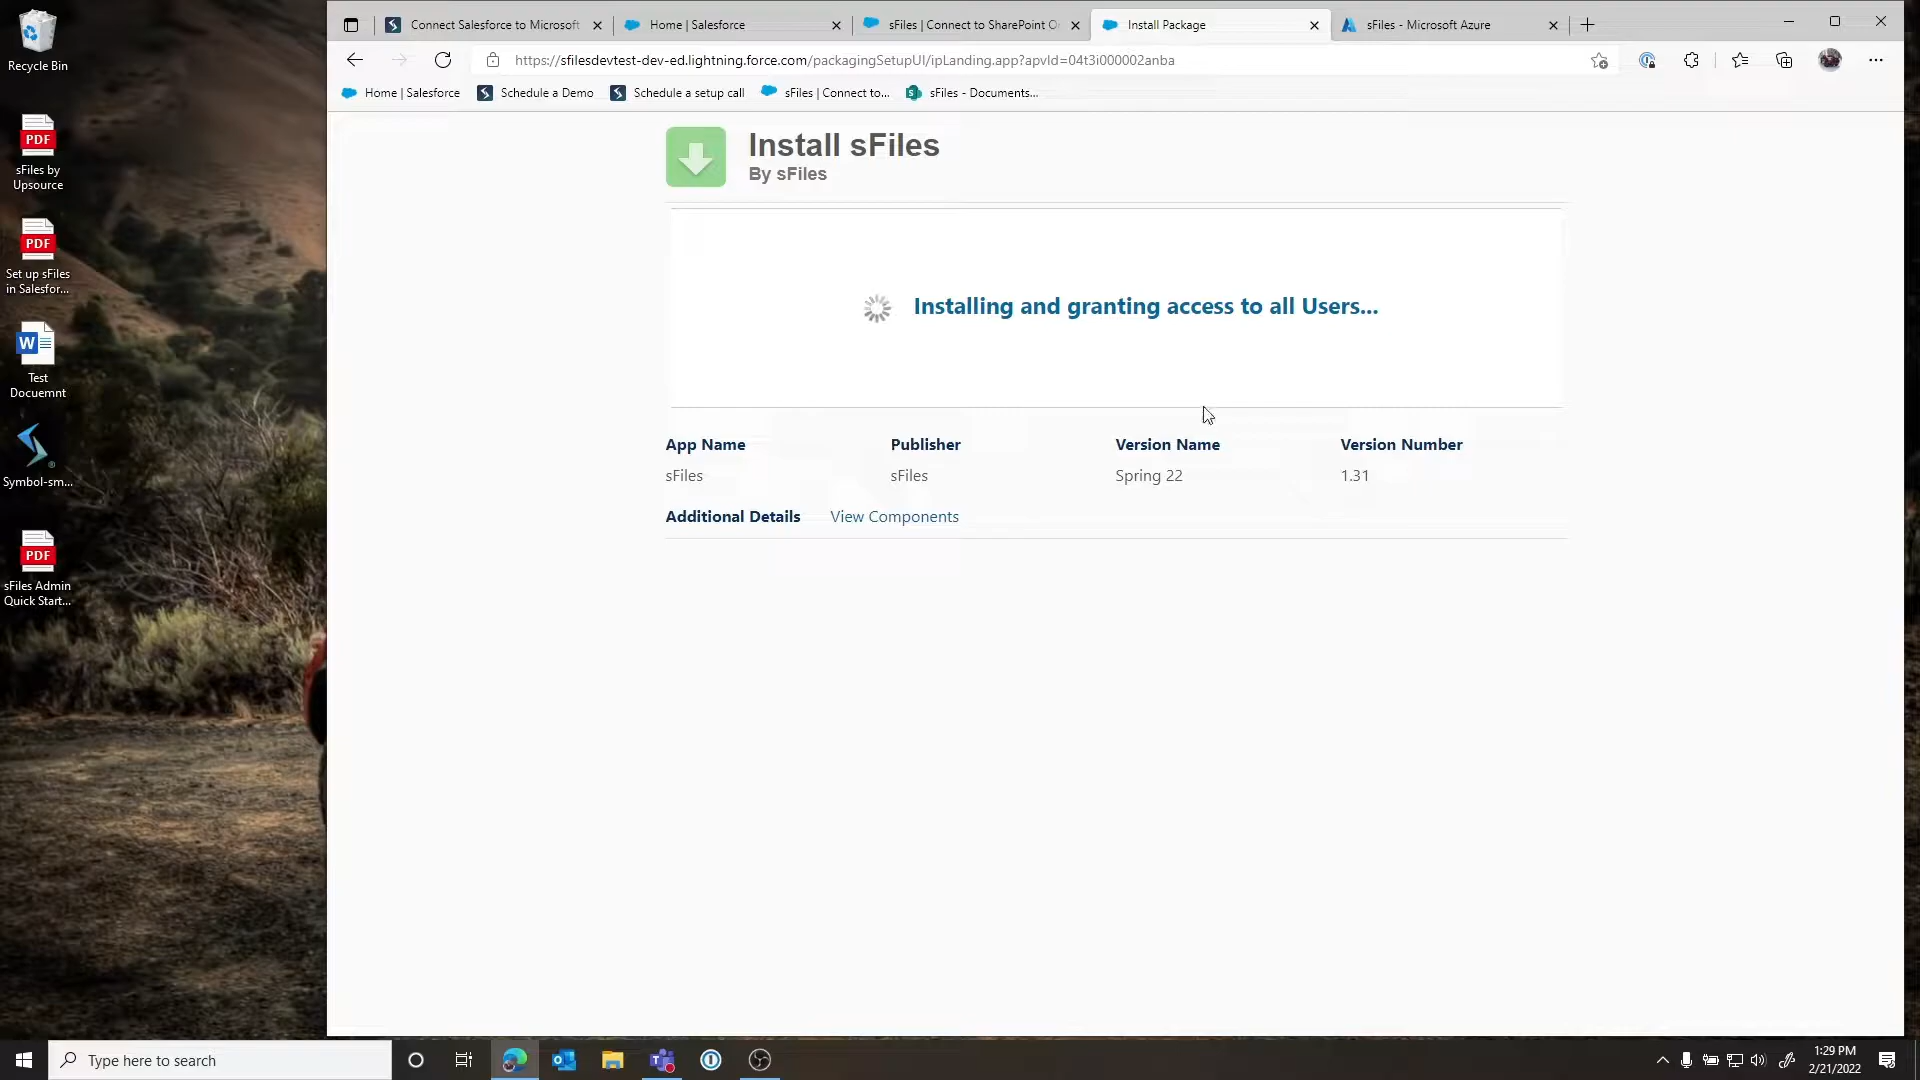 Recycle Bin
sFiles by
Upsource
Set up sFiles
in Salesfor...
Test
Docuemnt
Symbol-sm...
sFiles Admin
Quick Start...
Connect Salesforce to Microsoft
Home | Salesforce
sFiles | Connect to SharePoint O
Install Package
sFiles - Microsoft Azure
https://sfilesdevtest-dev-ed.lightning.force.com/packagingSetupUI/ipLanding.app?apvId=04t3i000002anba
Home | Salesforce
Schedule a Demo
Schedule a setup call
sFiles | Connect to...
sFiles - Documents...
Install sFiles
By sFiles
Installing and granting access to all Users...
App Name
Publisher
Version Name
Version Number
sFiles
sFiles
Spring 22
1.31
Additional Details
View Components
Type here to search
1:29 PM
2/21/2022